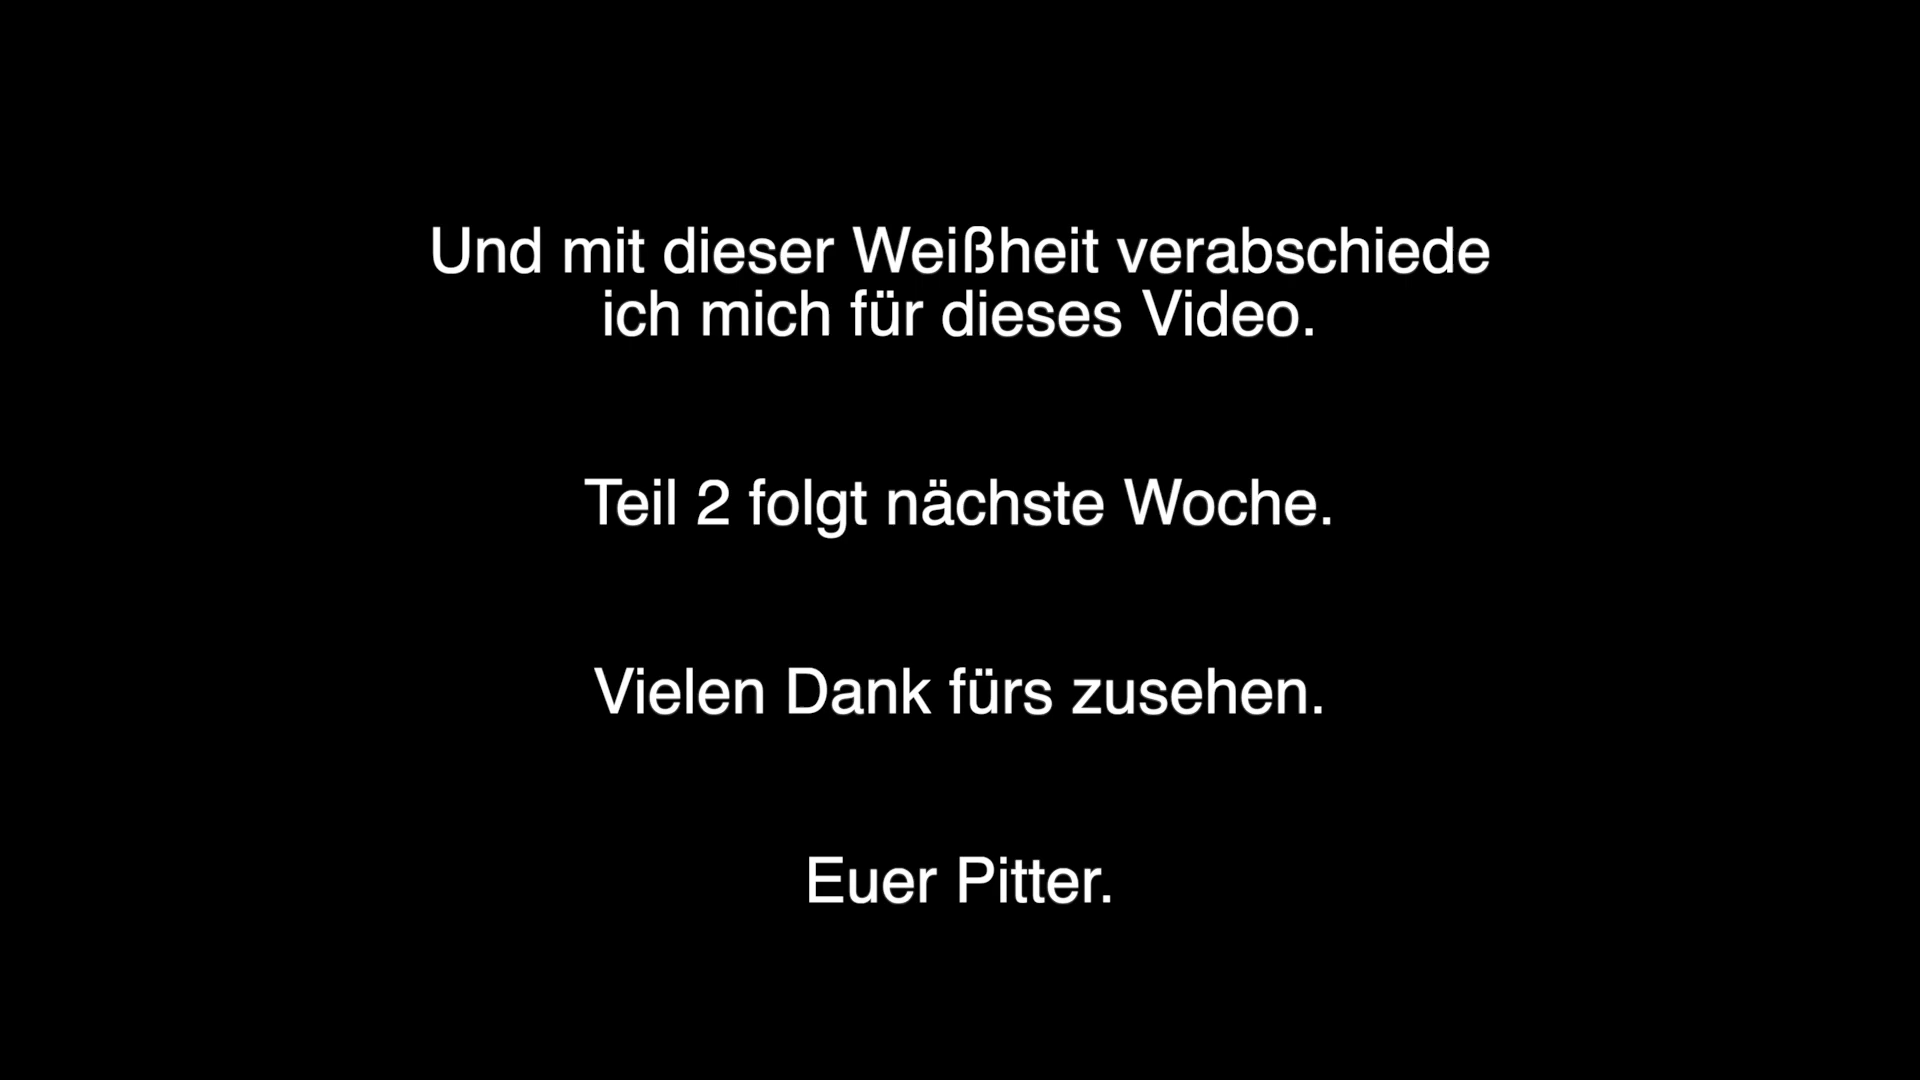 Und mit dieser Weißheit verabschiede
ich mich für dieses Video.
Teil 2 folgt nächste Woche.
Vielen Dank fürs zusehen.
Euer Pitter.